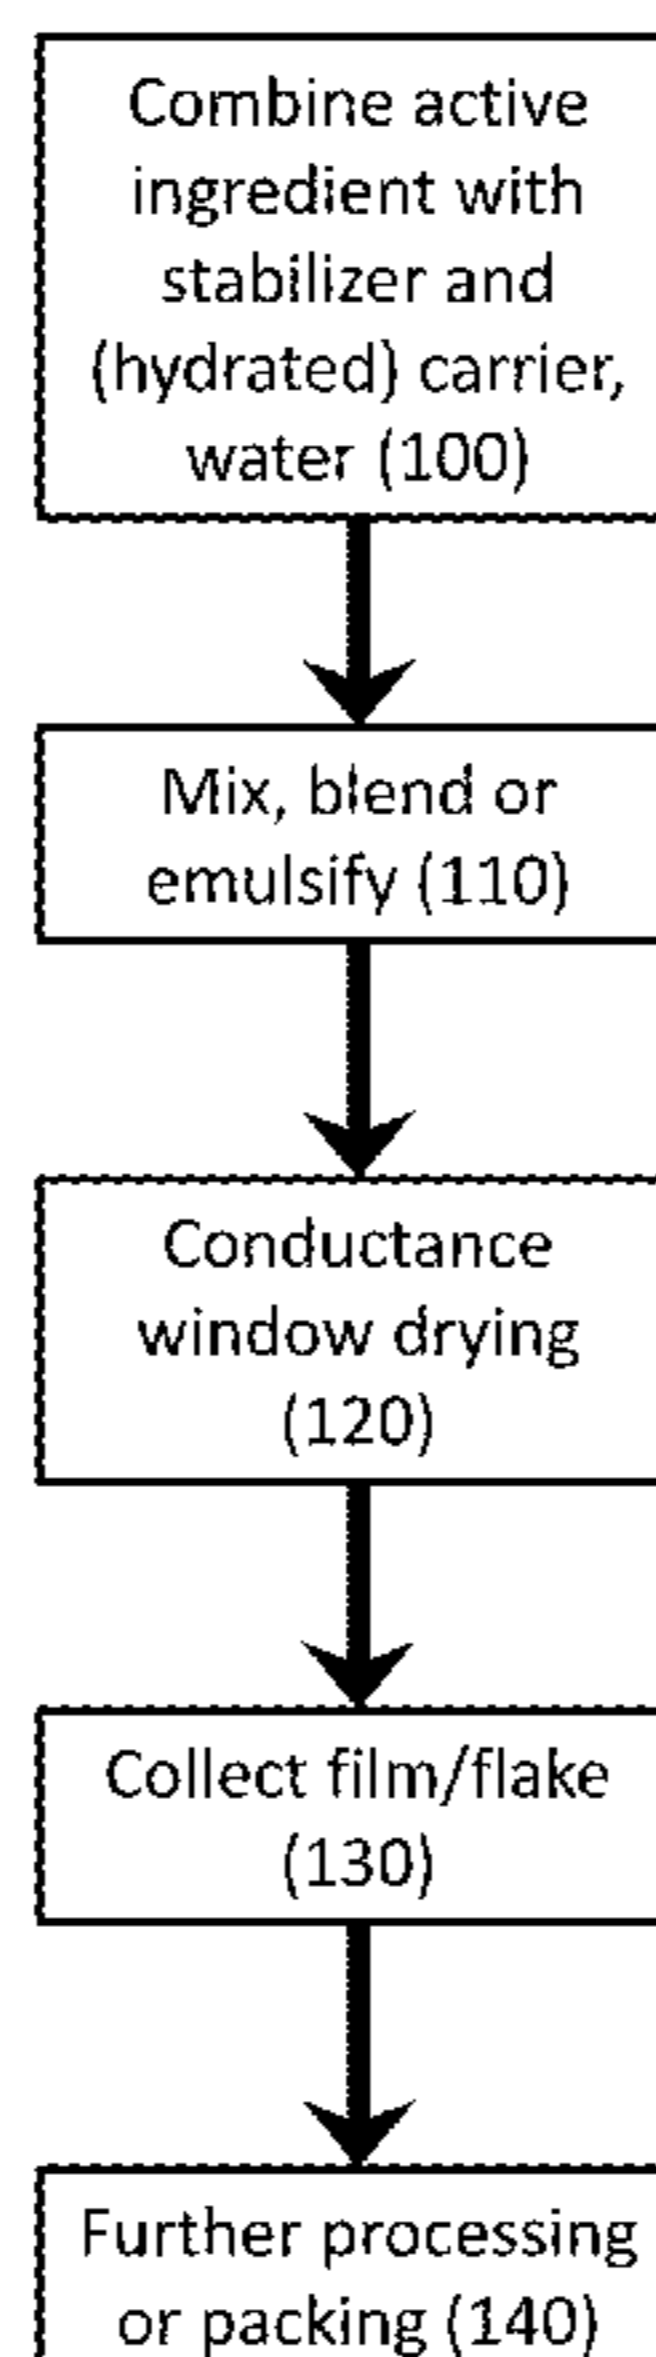 Combine active
ingredient with
stabilizer and
(hydrated) carrier,
water (100)
Mix, blend or
emulsify (110)
Conductance
window drying
(120)
Collect film/flake
(130)
Further processing
or packing (140)